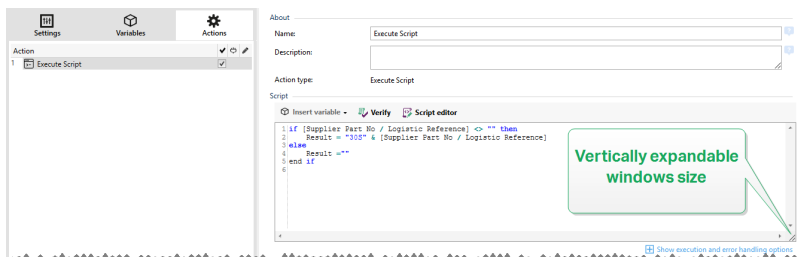 Settings
Variables
Actions
Action
1 Execute Script
About
Name:
Execute Script
Description:
Action type:
Execute Script
Script
Insert variable
Verify
Script editor
1 if [Supplier Part No / Logistic Reference] <> "" then
2 Result = "30S" & [Supplier Part No / Logistic Reference]
3 else
4 Result =""
5 end if
6
Vertically expandable
windows size
Show execution and error handling options